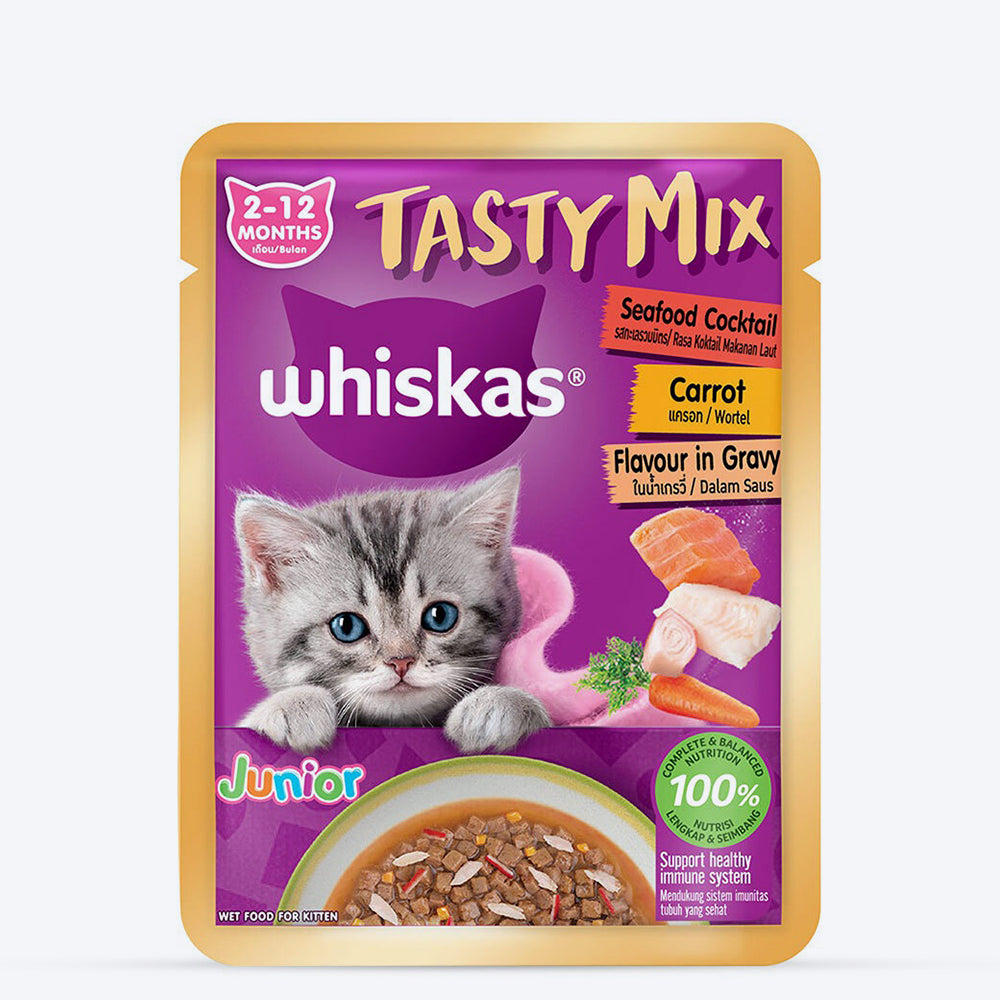 2-12
MONTHS
เดือน/Bulan
TASTY MIX
whiskas®
Seafood Cocktail
รสทะเลรวมมิตร/ Rasa Koktail Makanan Laut
Carrot
แครอท / Wortel
Flavour in Gravy
ในน้ำเกรวี่ / Dalam Saus
Junior
COMPLETE & BALANCED
NUTRITION
100%
NUTRISI
LENGKAP & SEIMBANG
Support healthy
immune system
Mendukung sistem imunitas
tubuh yang sehat
WET FOOD FOR KITTEN